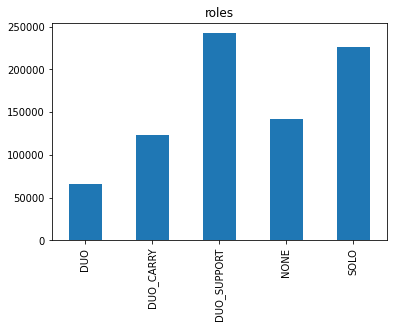 roles
250000
200000
150000
100000
50000
0
DUO
DUO_CARRY
DUO_SUPPORT
NONE
SOLO